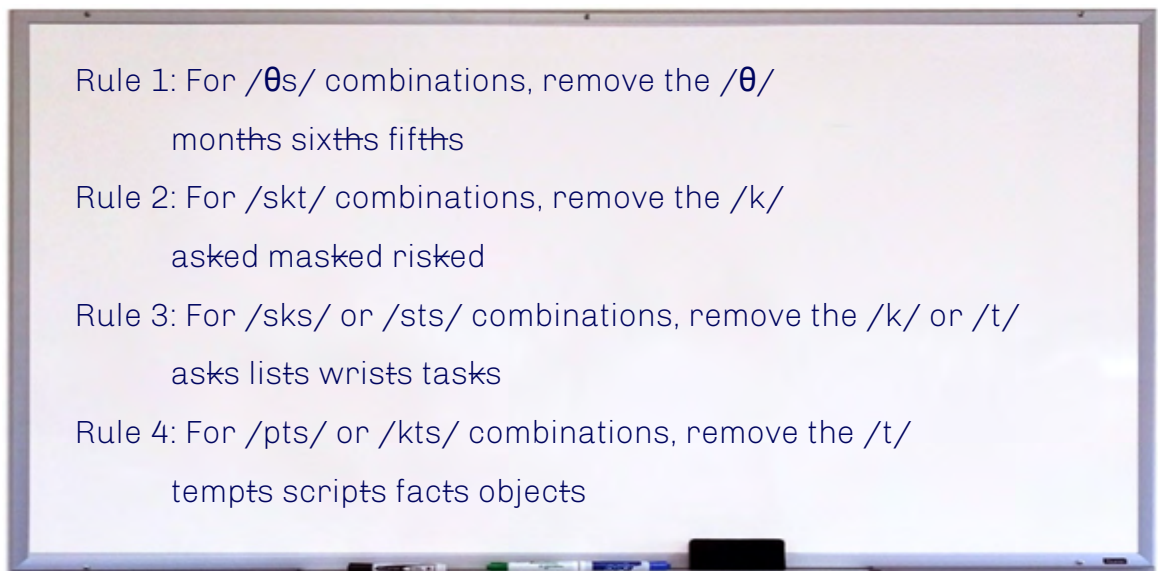 Rule 1: For /θs/ combinations, remove the /θ/
months sixths fifths
Rule 2: For /skt/ combinations, remove the /k/
asked masked risked
Rule 3: For /sks/ or /sts/ combinations, remove the /k/ or /t/
asks lists wrists tasks
Rule 4: For /pts/ or /kts/ combinations, remove the /t/
tempts scripts facts objects